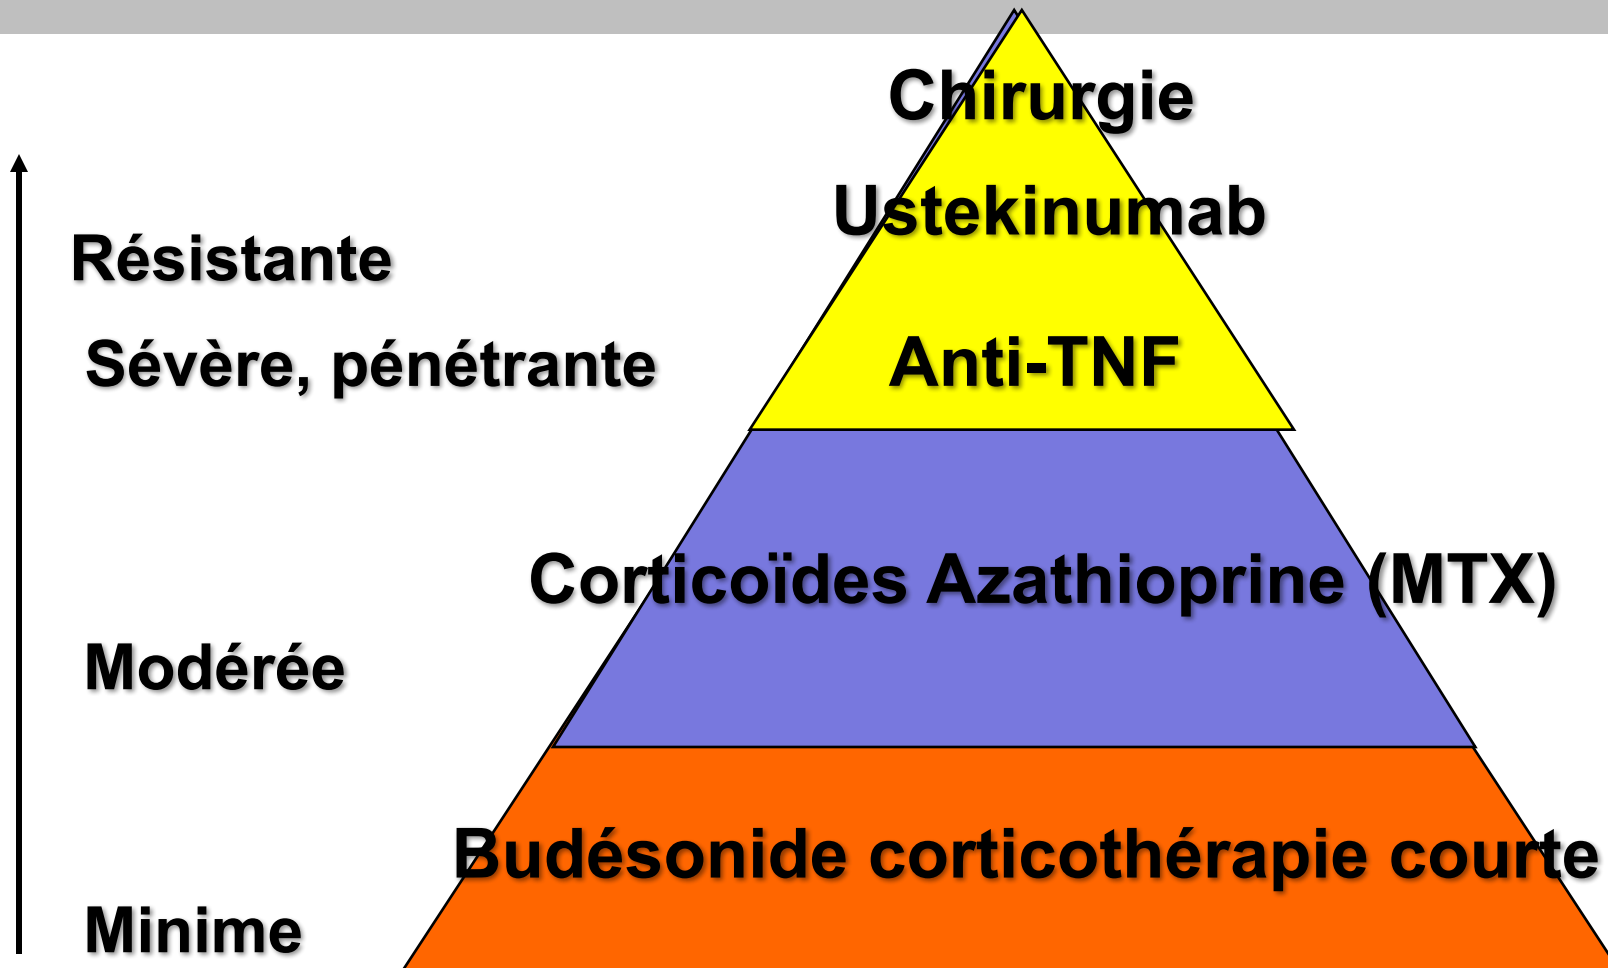 Chirurgie
Ustekinumab
Résistante
Sévère, pénétrante
Anti-TNF
Corticoïdes Azathioprine (MTX)
Modérée
Budésonide corticothérapie courte
Minime